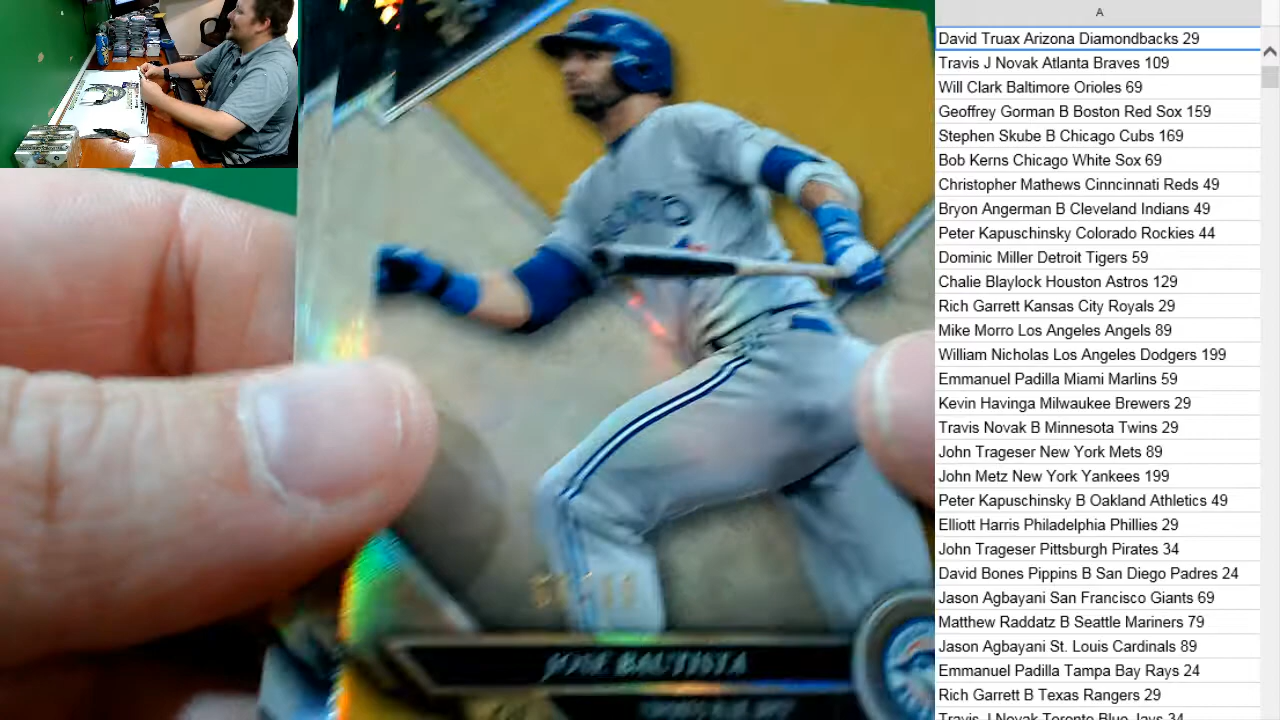 A
David Truax Arizona Diamondbacks 29
Travis J Novak Atlanta Braves 109
Will Clark Baltimore Orioles 69
Geoffrey Gorman B Boston Red Sox 159
Stephen Skube B Chicago Cubs 169
Bob Kerns Chicago White Sox 69
Christopher Mathews Cinncinnati Reds 49
Bryon Angerman B Cleveland Indians 49
Peter Kapuschinsky Colorado Rockies 44
Dominic Miller Detroit Tigers 59
Chalie Blaylock Houston Astros 129
Rich Garrett Kansas City Royals 29
Mike Morro Los Angeles Angels 89
William Nicholas Los Angeles Dodgers 199
Emmanuel Padilla Miami Marlins 59
Kevin Havinga Milwaukee Brewers 29
Travis Novak B Minnesota Twins 29
John Trageser New York Mets 89
John Metz New York Yankees 199
Peter Kapuschinsky B Oakland Athletics 49
Elliott Harris Philadelphia Phillies 29
John Trageser Pittsburgh Pirates 34
David Bones Pippins B San Diego Padres 24
Jason Agbayani San Francisco Giants 69
Matthew Raddatz B Seattle Mariners 79
Jason Agbayani St. Louis Cardinals 89
Emmanuel Padilla Tampa Bay Rays 24
Rich Garrett B Texas Rangers 29
Travis J Novak Toronto Blue Jays 34
JOSE BAUTISTA